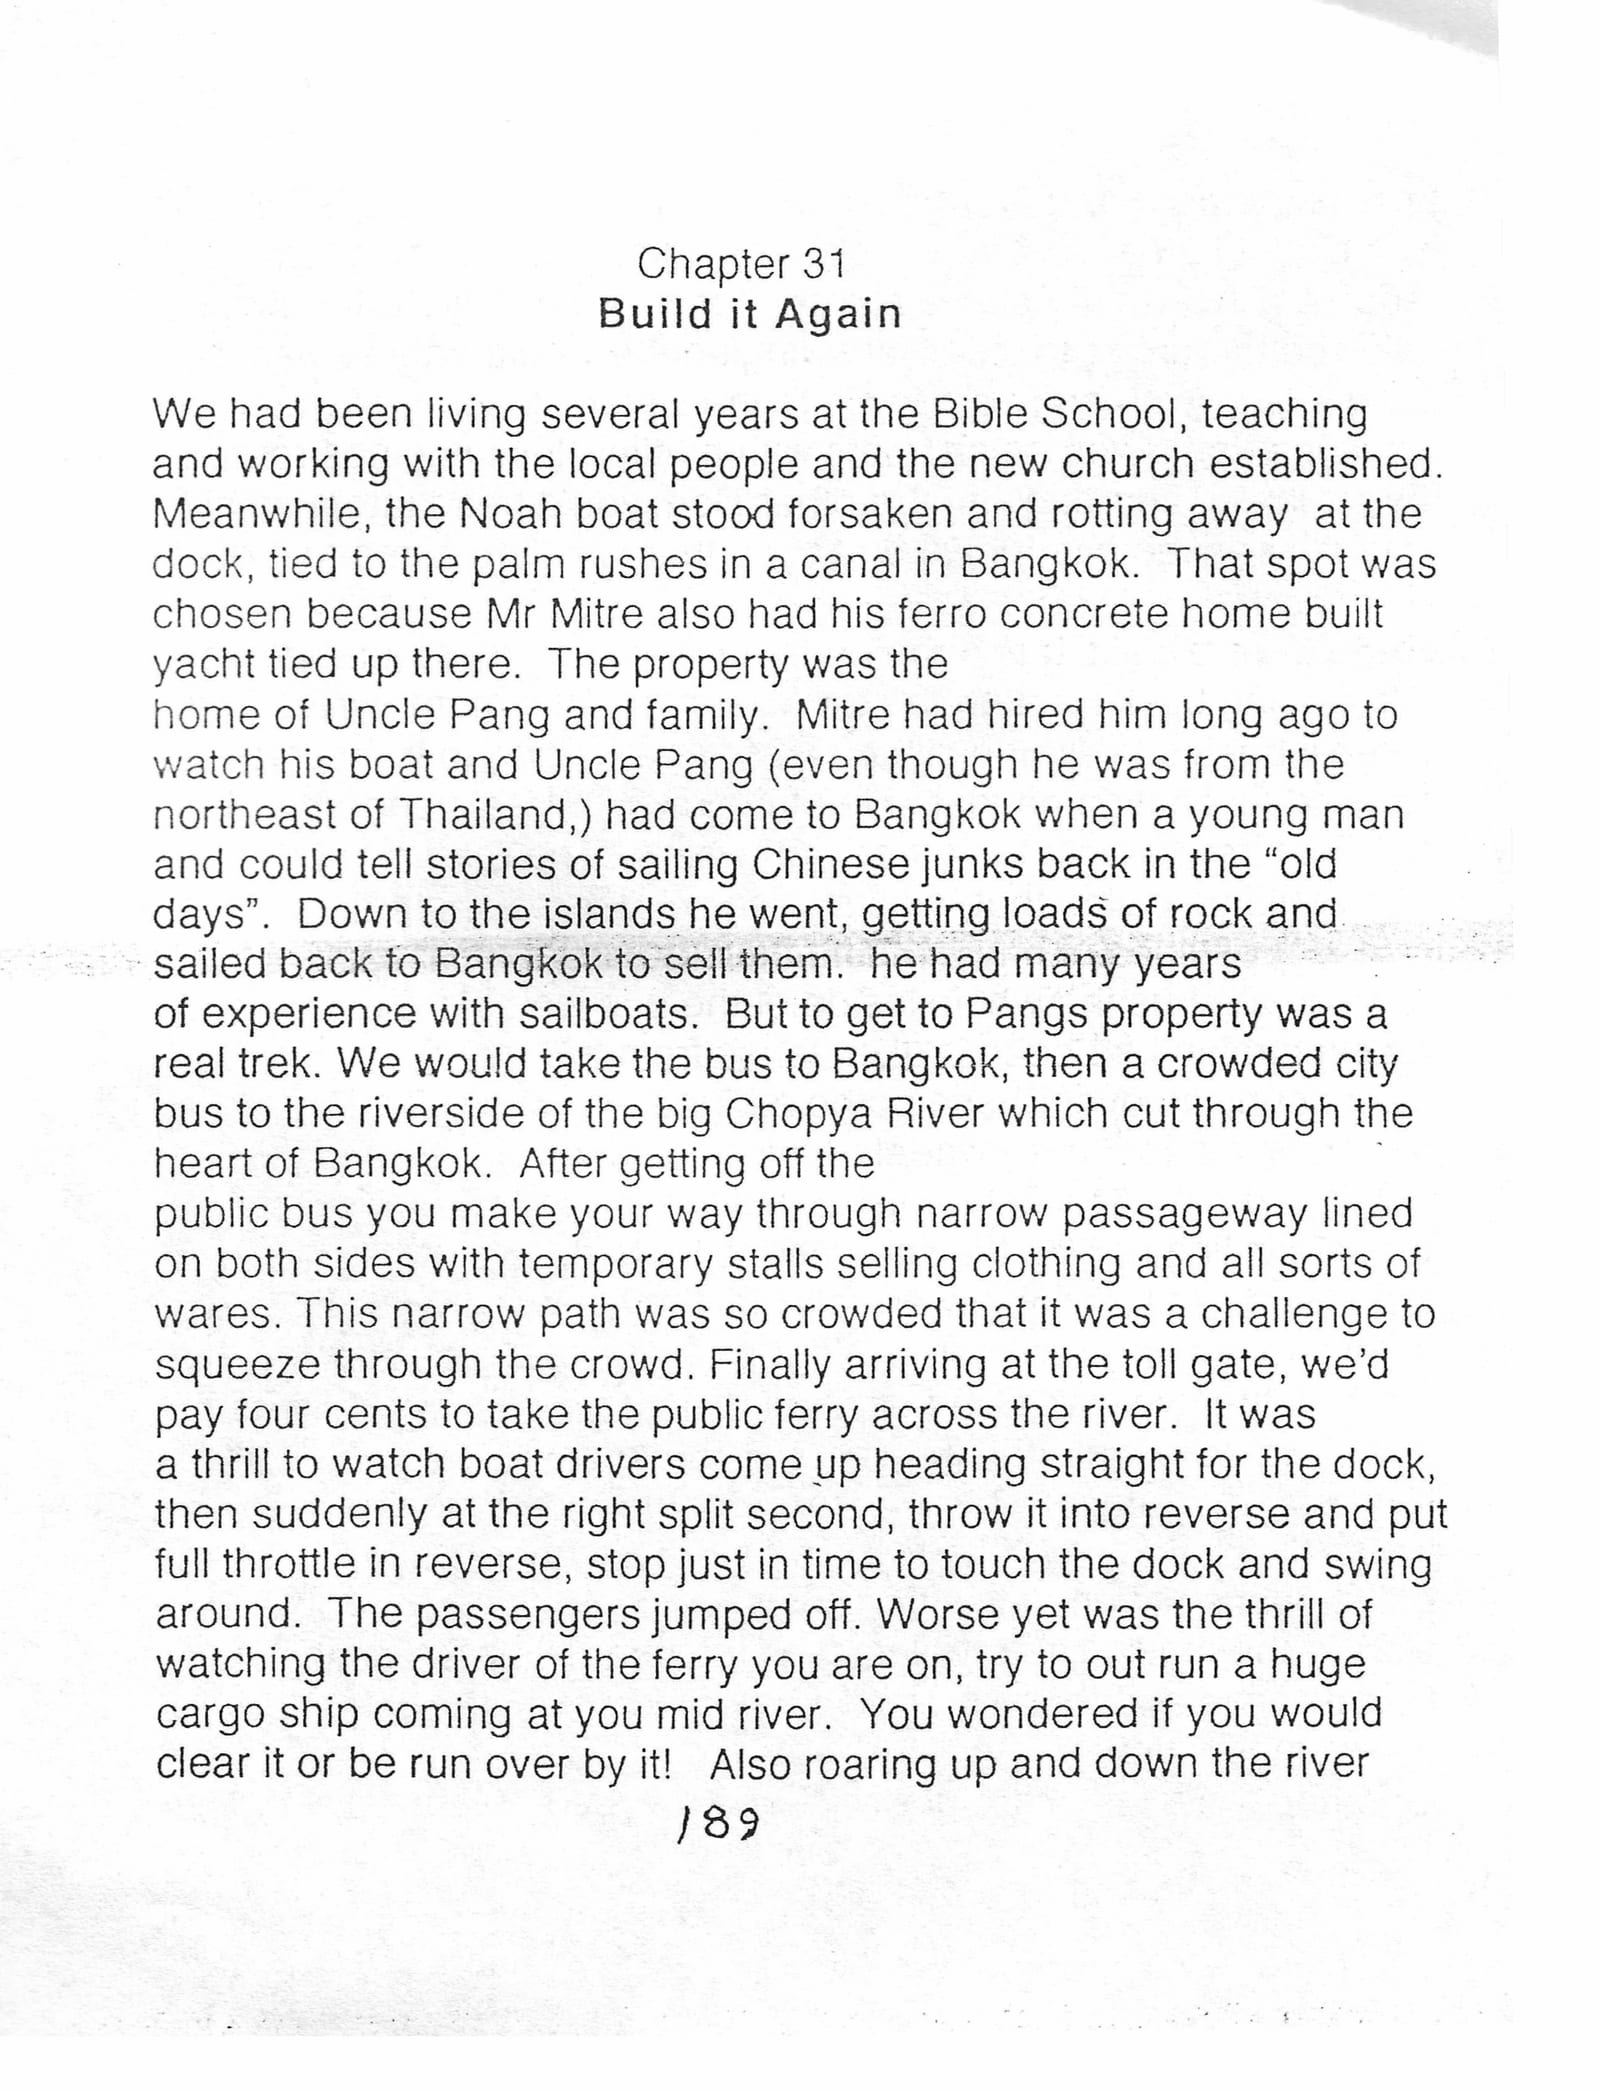 Chapter 31
Build it Again
We had been living several years at the Bible School, teaching
and working with the local people and the new church established.
Meanwhile, the Noah boat stood forsaken and rotting away  at the
dock, tied to the palm rushes in a canal in Bangkok.  That spot was
chosen because Mr Mitre also had his ferro concrete home built
yacht tied up there.  The property was the
home of Uncle Pang and family.  Mitre had hired him long ago to
watch his boat and Uncle Pang (even though he was from the
northeast of Thailand,) had come to Bangkok when a young man
and could tell stories of sailing Chinese junks back in the “old
days”.  Down to the islands he went, getting loads of rock and
sailed back to Bangkok to sell them.  he had many years
of experience with sailboats.  But to get to Pangs property was a
real trek. We would take the bus to Bangkok, then a crowded city
bus to the riverside of the big Chopya River which cut through the
heart of Bangkok.  After getting off the
public bus you make your way through narrow passageway lined
on both sides with temporary stalls selling clothing and all sorts of
wares. This narrow path was so crowded that it was a challenge to
squeeze through the crowd. Finally arriving at the toll gate, we’d
pay four cents to take the public ferry across the river.  It was
a thrill to watch boat drivers come up heading straight for the dock,
then suddenly at the right split second, throw it into reverse and put
full throttle in reverse, stop just in time to touch the dock and swing
around.  The passengers jumped off. Worse yet was the thrill of
watching the driver of the ferry you are on, try to out run a huge
cargo ship coming at you mid river.  You wondered if you would
clear it or be run over by it!   Also roaring up and down the river
189